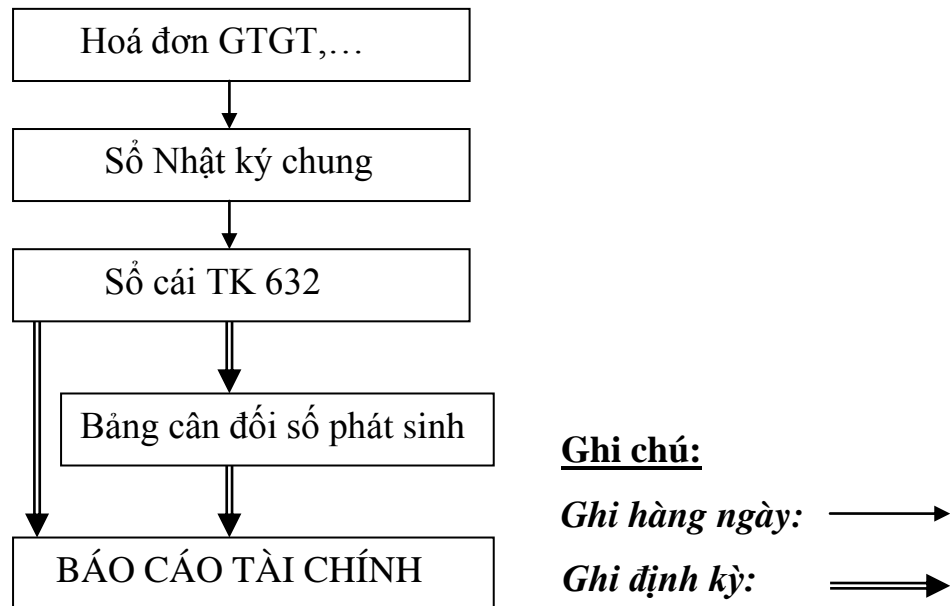 Hoá đơn GTGT,…
Sổ Nhật ký chung
Sổ cái TK 632
Bảng cân đối số phát sinh
BÁO CÁO TÀI CHÍNH
Ghi chú:
Ghi hàng ngày:
Ghi định kỳ: